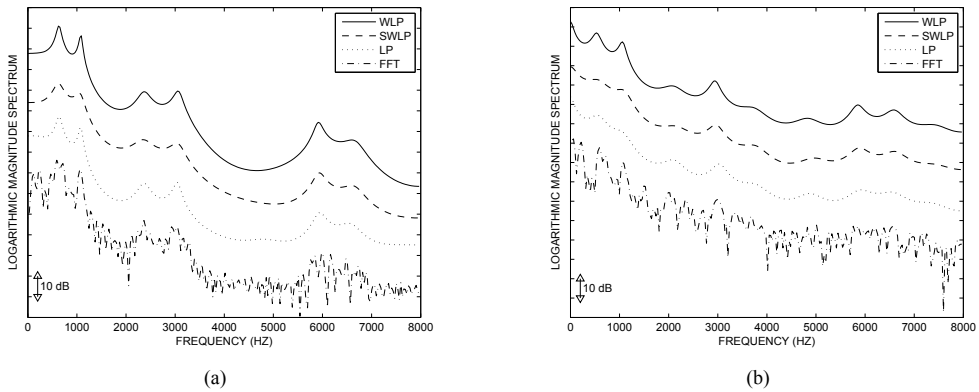 WLP
SWLP
LP
FFT
LOGARITHMIC MAGNITUDE SPECTRUM
10 dB
0 1000 2000 3000 4000 5000 6000 7000 8000
FREQUENCY (HZ)
(a)
WLP
SWLP
LP
FFT
LOGARITHMIC MAGNITUDE SPECTRUM
10 dB
0 1000 2000 3000 4000 5000 6000 7000 8000
FREQUENCY (HZ)
(b)